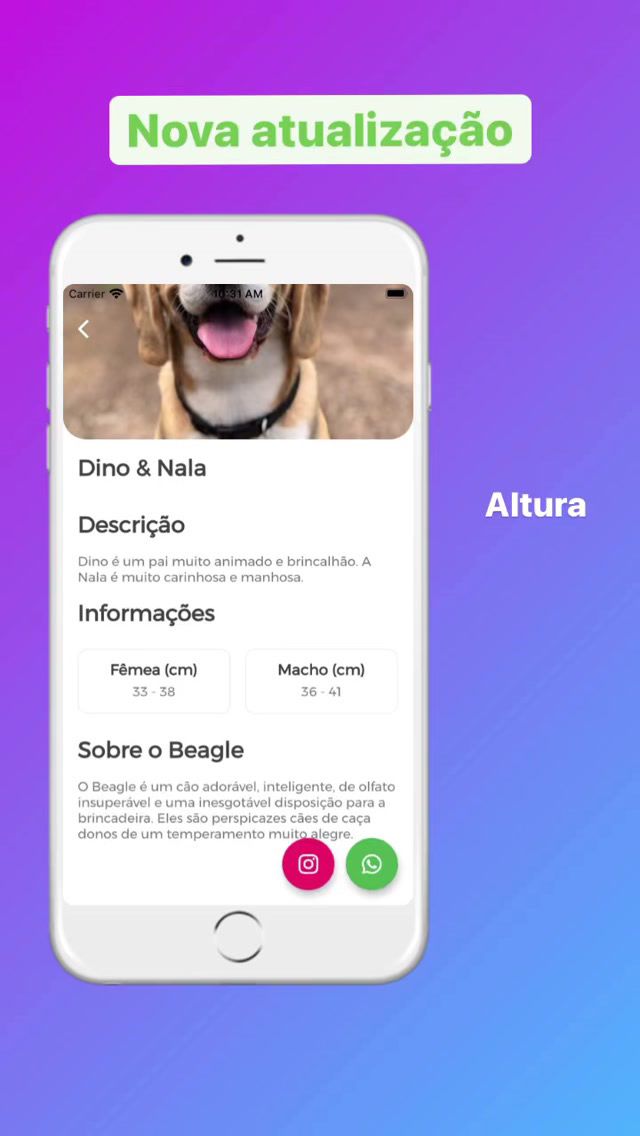 Nova atualização
Carrier 10:31 AM
Dino & Nala
Descrição
Dino é um pai muito animado e brincalhão. A
Nala é muito carinhosa e manhosa.
Altura
Informações
Fêmea (cm)
33 - 38
Macho (cm)
36 - 41
Sobre o Beagle
O Beagle é um cão adorável, inteligente, de olfato
insuperável e uma inesgotável disposição para a
brincadeira. Eles são perspicazes cães de caça
donos de um temperamento muito alegre.